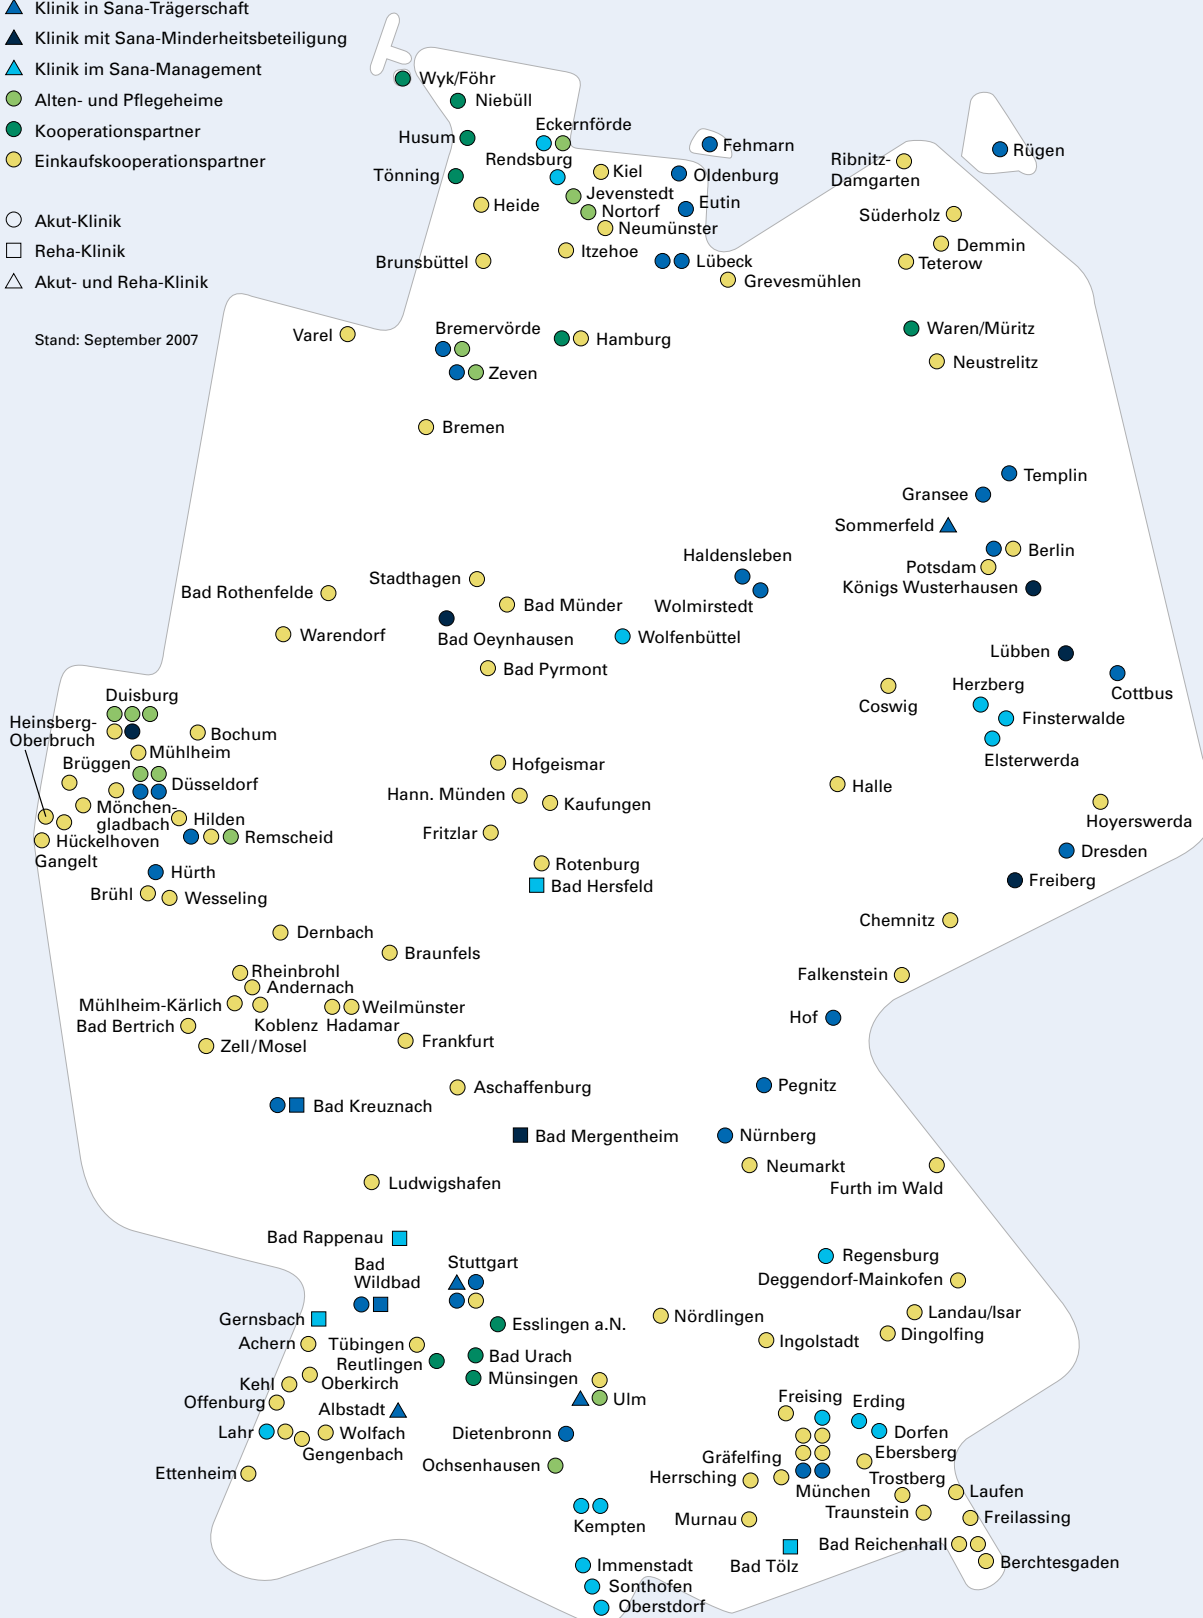 Klinik in Sana-Trägerschaft
Klinik mit Sana-Minderheitsbeteiligung
Klinik im Sana-Management
Alten- und Pflegeheime
Kooperationspartner
Einkaufskooperationspartner
Akut-Klinik
Reha-Klinik
Akut- und Reha-Klinik
Stand: September 2007
Wyk/Föhr
Niebüll
Husum
Eckernförde
Rendsburg
Fehmarn
Rügen
Tönning
Kiel
Oldenburg
Ribnitz-
Damgarten
Jevenstedt
Heide
Nortorf
Eutin
Süderholz
Neumünster
Itzehoe
Demmin
Brunsbüttel
Lübeck
Teterow
Grevesmühlen
Varel
Bremervörde
Hamburg
Waren/Müritz
Zeven
Neustrelitz
Bremen
Templin
Gransee
Sommerfeld
Berlin
Haldensleben
Potsdam
Stadthagen
Königs Wusterhausen
Bad Rothenfelde
Bad Münder
Wolmirstedt
Warendorf
Bad Oeynhausen
Wolfenbüttel
Lübben
Bad Pyrmont
Cottbus
Herzberg
Coswig
Finsterwalde
Elsterwerda
Duisburg
Heinsberg-
Oberbruch
Bochum
Mühlheim
Brüggen
Düsseldorf
Mönchen-
gladbach
Hilden
Hückelhoven
Remscheid
Gangelt
Hürth
Brühl
Wesseling
Hofgeismar
Hann. Münden
Kaufungen
Fritzlar
Rotenburg
Bad Hersfeld
Halle
Hoyerswerda
Dresden
Freiberg
Chemnitz
Dernbach
Braunfels
Rheinbrohl
Andernach
Falkenstein
Mühlheim-Kärlich
Weilmünster
Bad Bertrich
Koblenz
Hadamar
Hof
Zell/Mosel
Frankfurt
Aschaffenburg
Pegnitz
Bad Kreuznach
Bad Mergentheim
Nürnberg
Neumarkt
Furth im Wald
Ludwigshafen
Bad Rappenau
Regensburg
Bad
Wildbad
Stuttgart
Deggendorf-Mainkofen
Gernsbach
Esslingen a.N.
Nördlingen
Landau/Isar
Achern
Tübingen
Ingolstadt
Dingolfing
Reutlingen
Bad Urach
Kehl
Oberkirch
Münsingen
Offenburg
Albstadt
Ulm
Freising
Erding
Lahr
Wolfach
Dietenbronn
Dorfen
Gengenbach
Ebersberg
Ettenheim
Ochsenhausen
Gräfelfing
Herrsching
Trostberg
München
Laufen
Kempten
Murnau
Traunstein
Freilassing
Bad Reichenhall
Bad Tölz
Berchtesgaden
Immenstadt
Sonthofen
Oberstdorf